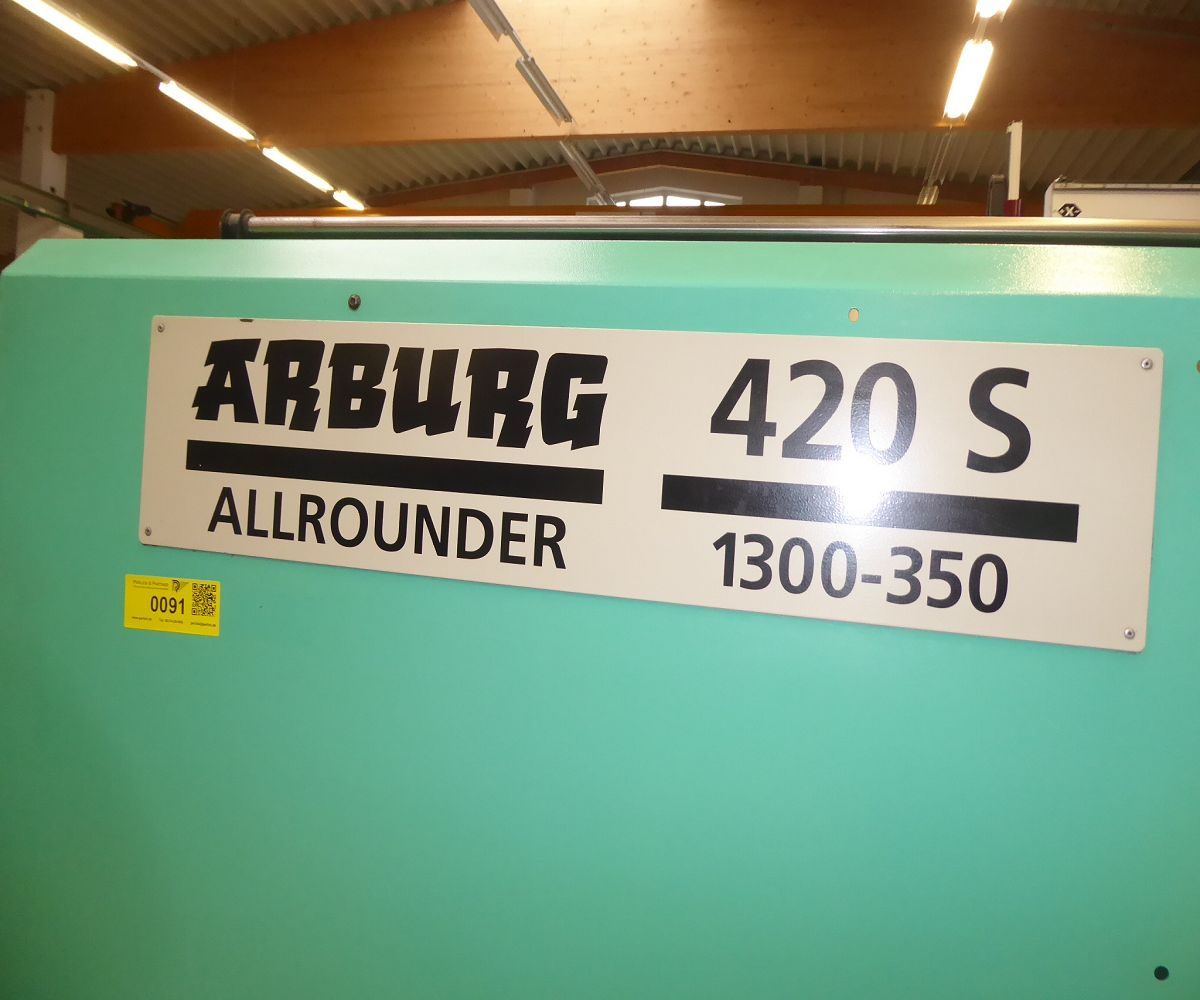 ARBURG
ALLROUNDER
420 S
1300-350
0091